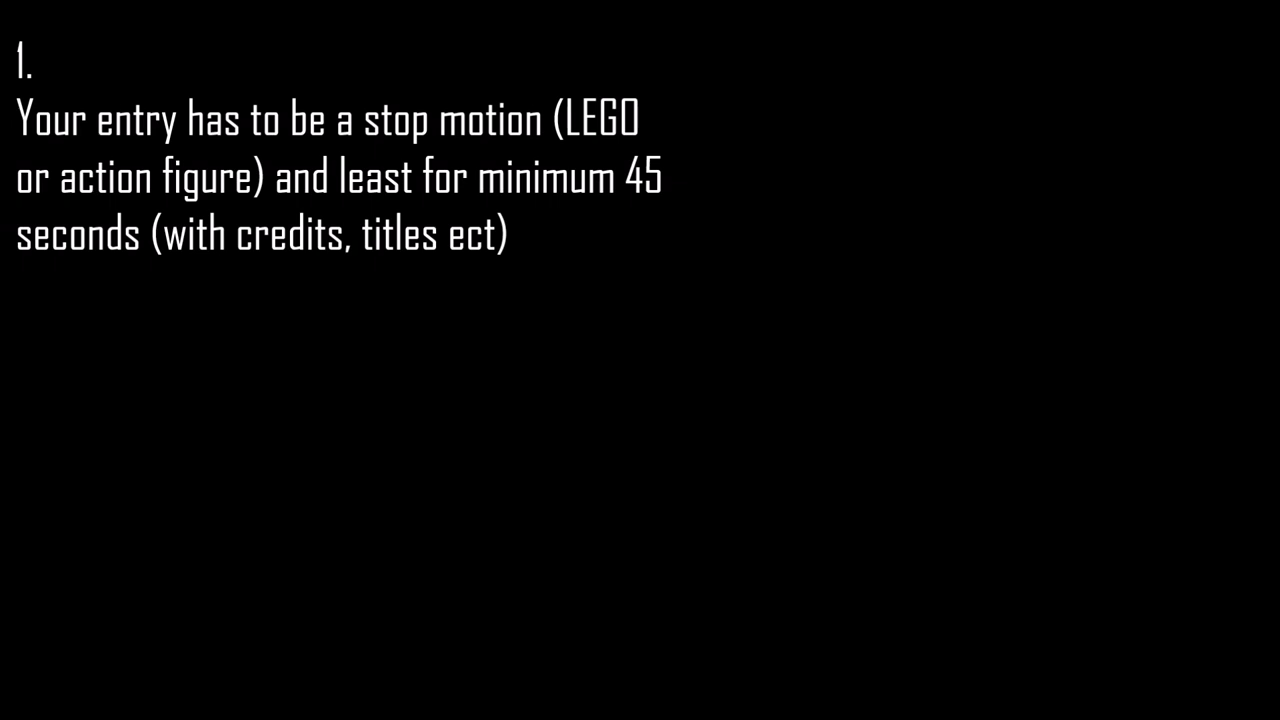 1.
Your entry has to be a stop motion (LEGO
or action figure) and least for minimum 45
seconds (with credits, titles ect)